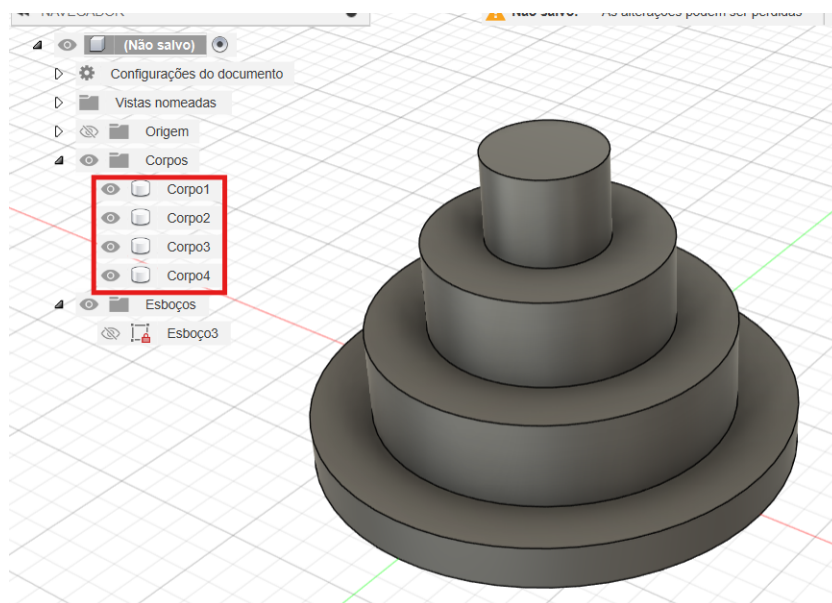 NAVEGADOR
Não salvo: As alterações podem ser perdidas
(Não salvo)
Configurações do documento
Vistas nomeadas
Origem
Corpos
Corpo1
Corpo2
Corpo3
Corpo4
Esboços
Esboço3